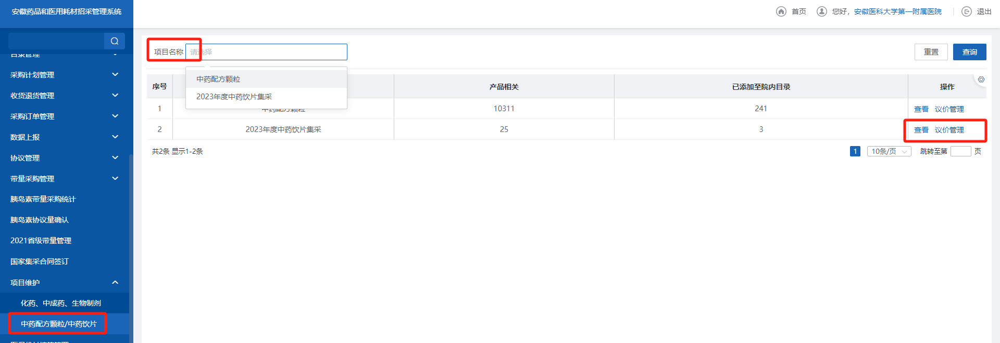 安徽药品和医用耗材招采管理系统
首页
您好，安徽医科大学第一附属医院
退出
目录管理
采购计划管理
收货退货管理
采购订单管理
数据上报
协议管理
带量采购管理
胰岛素带量采购统计
胰岛素协议量确认
2021省级带量管理
国家集采合同签订
项目维护
化药、中成药、生物制剂
中药配方颗粒/中药饮片
项目名称 请选择
重置 查询
中药配方颗粒
2023年度中药饮片集采
序号 产品相关 已添加至院内目录 操作
1 中药配方颗粒 10311 241 查看 议价管理
2 2023年度中药饮片集采 25 3 查看 议价管理
共2条 显示1-2条
1 10条/页 跳转至第 页